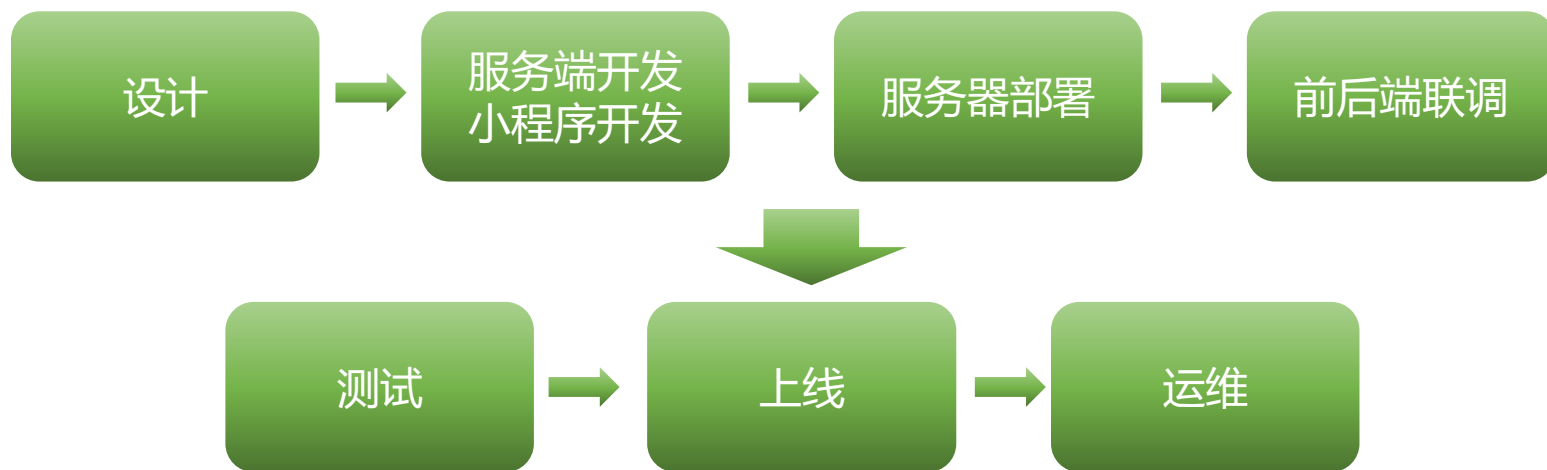 设计
服务端开发
小程序开发
服务器部署
前后端联调
测试
上线
运维